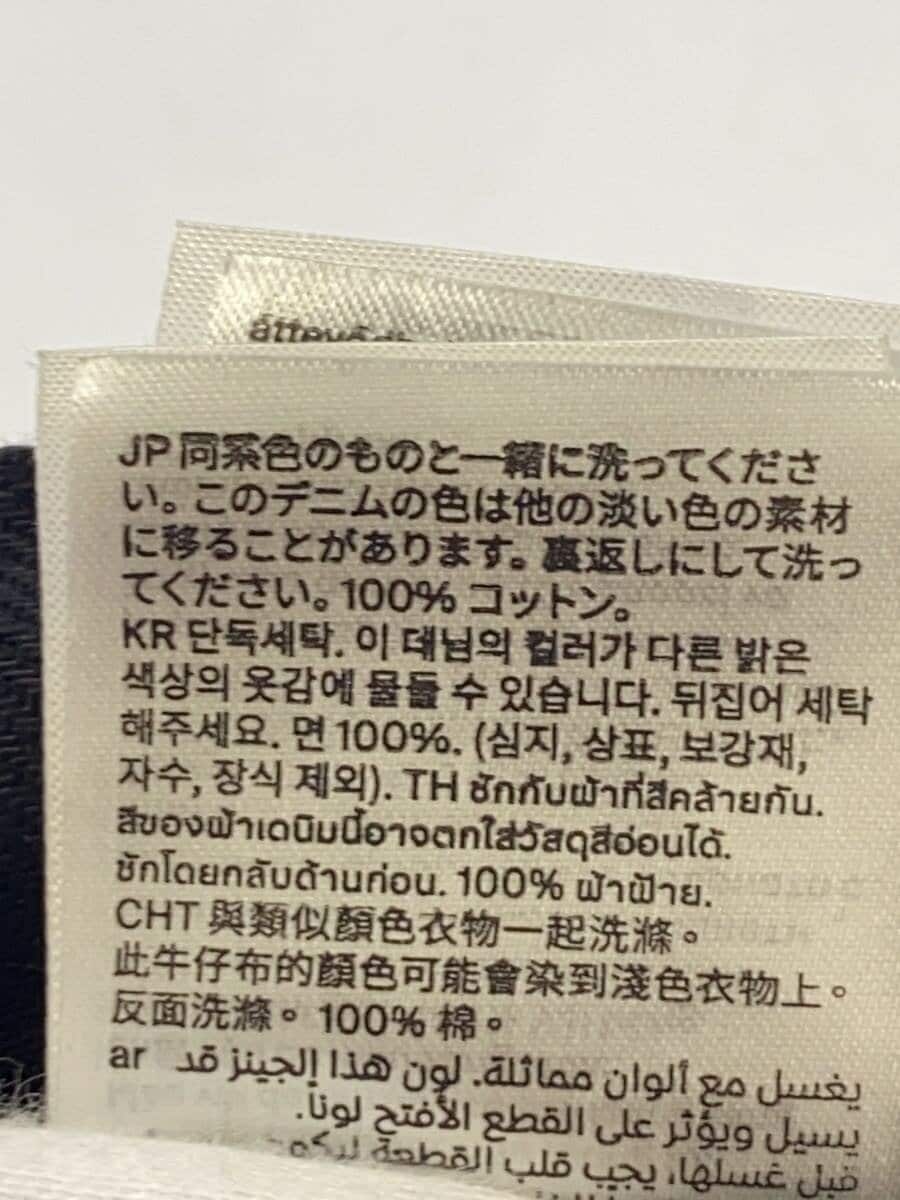 JP 同系色のものと一緒に洗ってくださ
い。このデニムの色は他の淡い色の素材
に移ることがあります。裏返しにして洗っ
てください。100% コットン。
KR 단독세탁. 이 데님의 컬러가 다른 밝은
색상의 옷감에 물들 수 있습니다. 뒤집어 세탁
해주세요. 면 100%. (심지, 상표, 보강재,
자수, 장식 제외). TH ซักกับผ้าที่สีคล้ายกัน.
สีของผ้าเดนิมนี้อาจตกใส่วัสดุสีอ่อนได้.
ซักโดยกลับด้านก่อน. 100% ผ้าฝ้าย.
CHT 與類似顏色衣物一起洗滌。
此牛仔布的顏色可能會染到淺色衣物上。
反面洗滌。100% 棉。
ar يغسل مع ألوان مماثلة. لون هذا الجينز قد
يسيل ويؤثر على القطع الأفتح لوناً.
قبل غسلها، يجب قلب القطعة